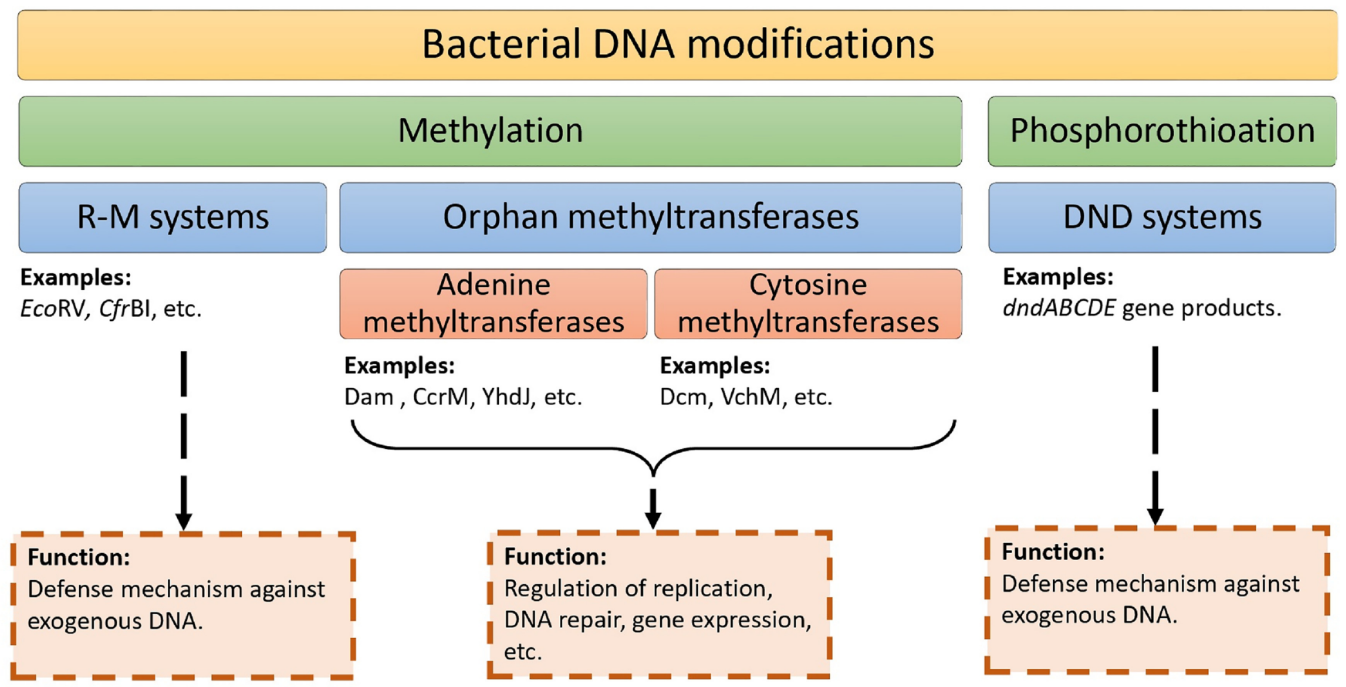 Bacterial DNA modifications
Methylation
Phosphorothioation
R-M systems
Orphan methyltransferases
DND systems
Examples:
EcoRV, CfrBI, etc.
Adenine
methyltransferases
Cytosine
methyltransferases
Examples:
dndABCDE gene products.
Examples:
Dam , CcrM, YhdJ, etc.
Examples:
Dcm, VchM, etc.
Function:
Defense mechanism against
exogenous DNA.
Function:
Regulation of replication,
DNA repair, gene expression,
etc.
Function:
Defense mechanism against
exogenous DNA.